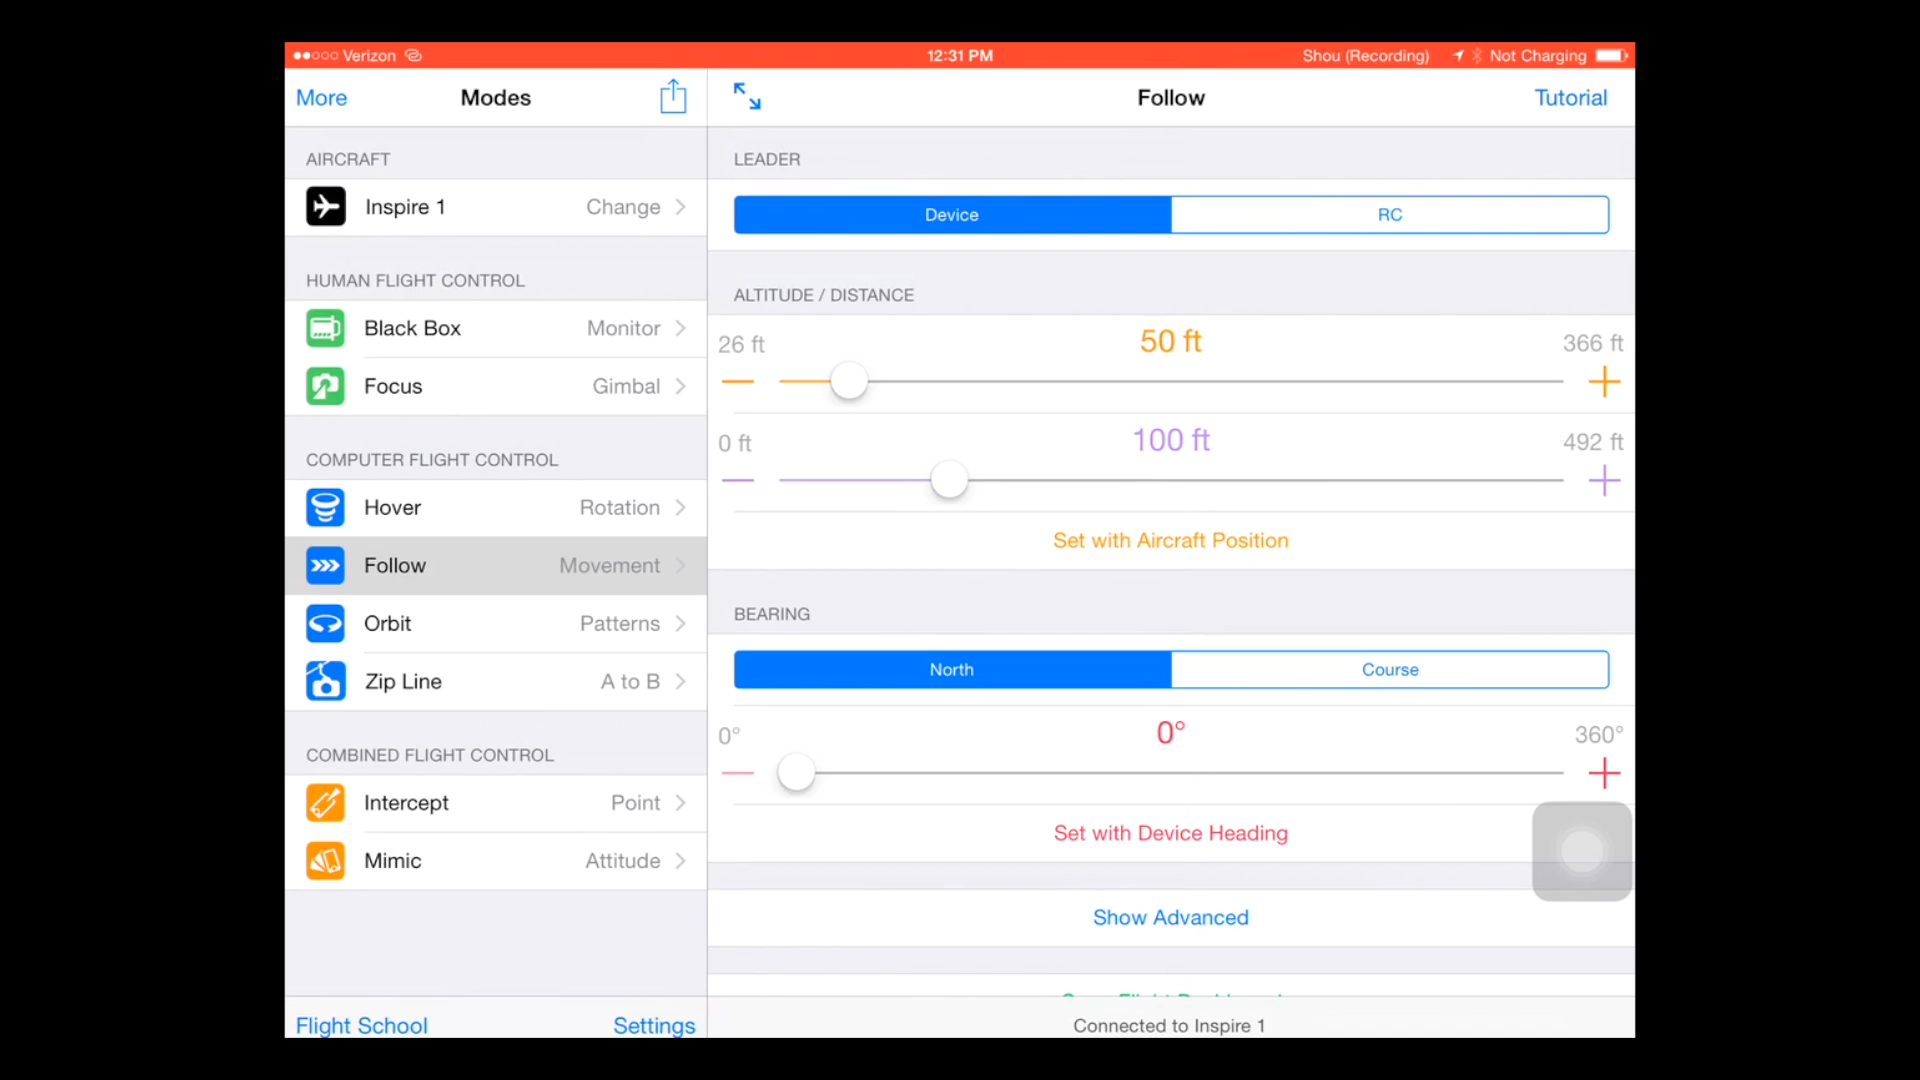 Verizon
12:31 PM
Shou (Recording)
Not Charging
More
Modes
AIRCRAFT
Inspire 1
Change
HUMAN FLIGHT CONTROL
Black Box
Monitor
Focus
Gimbal
COMPUTER FLIGHT CONTROL
Hover
Rotation
Follow
Movement
Orbit
Patterns
Zip Line
A to B
COMBINED FLIGHT CONTROL
Intercept
Point
Mimic
Attitude
Flight School
Settings
Follow
Tutorial
LEADER
Device
RC
ALTITUDE / DISTANCE
26 ft
50 ft
366 ft
0 ft
100 ft
492 ft
Set with Aircraft Position
BEARING
North
Course
0°
0°
360°
Set with Device Heading
Show Advanced
Connected to Inspire 1